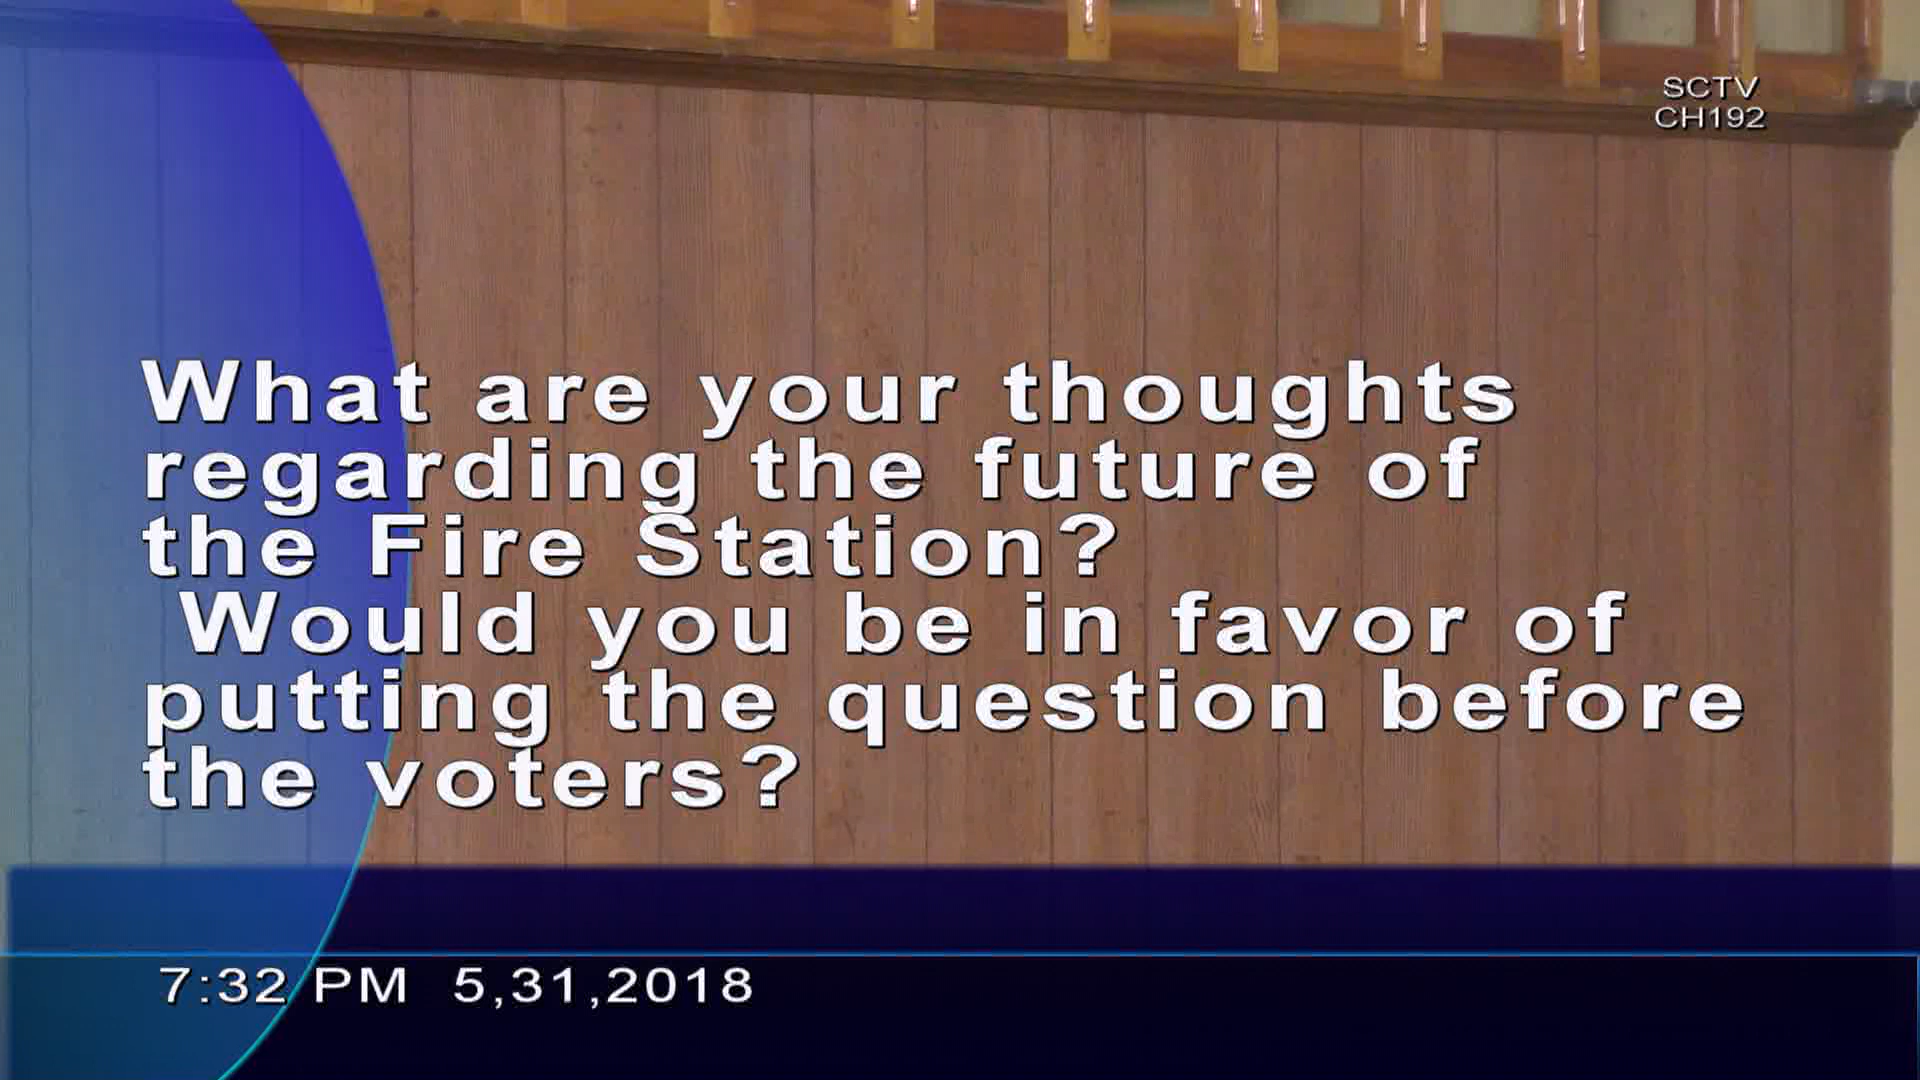 SCTV
CH192
What are your thoughts
regarding the future of
the Fire Station?
Would you be in favor of
putting the question before
the voters?
7:32 PM 5,31,2018